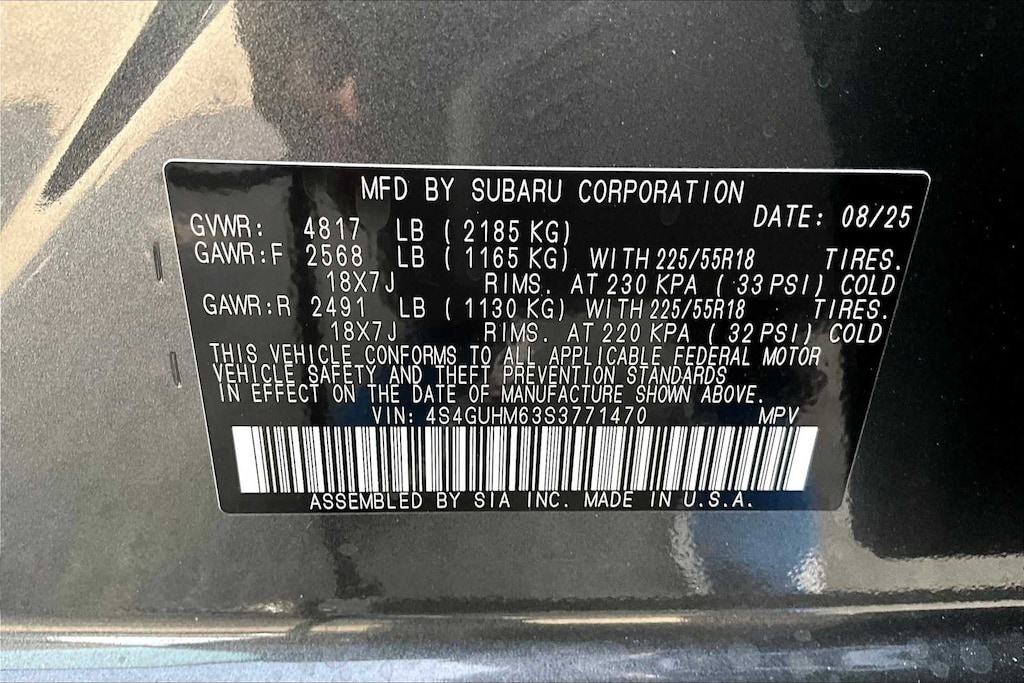 MFD BY SUBARU CORPORATION
DATE: 08/25
GVWR: 4817 LB ( 2185 KG)
GAWR:F 2568 LB ( 1165 KG) WITH 225/55R18 TIRES.
18X7J RIMS. AT 230 KPA ( 33 PSI) COLD
GAWR:R 2491 LB ( 1130 KG) WITH 225/55R18 TIRES.
18X7J RIMS. AT 220 KPA ( 32 PSI) COLD
THIS VEHICLE CONFORMS TO ALL APPLICABLE FEDERAL MOTOR
VEHICLE SAFETY AND THEFT PREVENTION STANDARDS
IN EFFECT ON THE DATE OF MANUFACTURE SHOWN ABOVE.
VIN: 4S4GUHM63S3771470 MPV
ASSEMBLED BY SIA INC. MADE IN U.S.A.